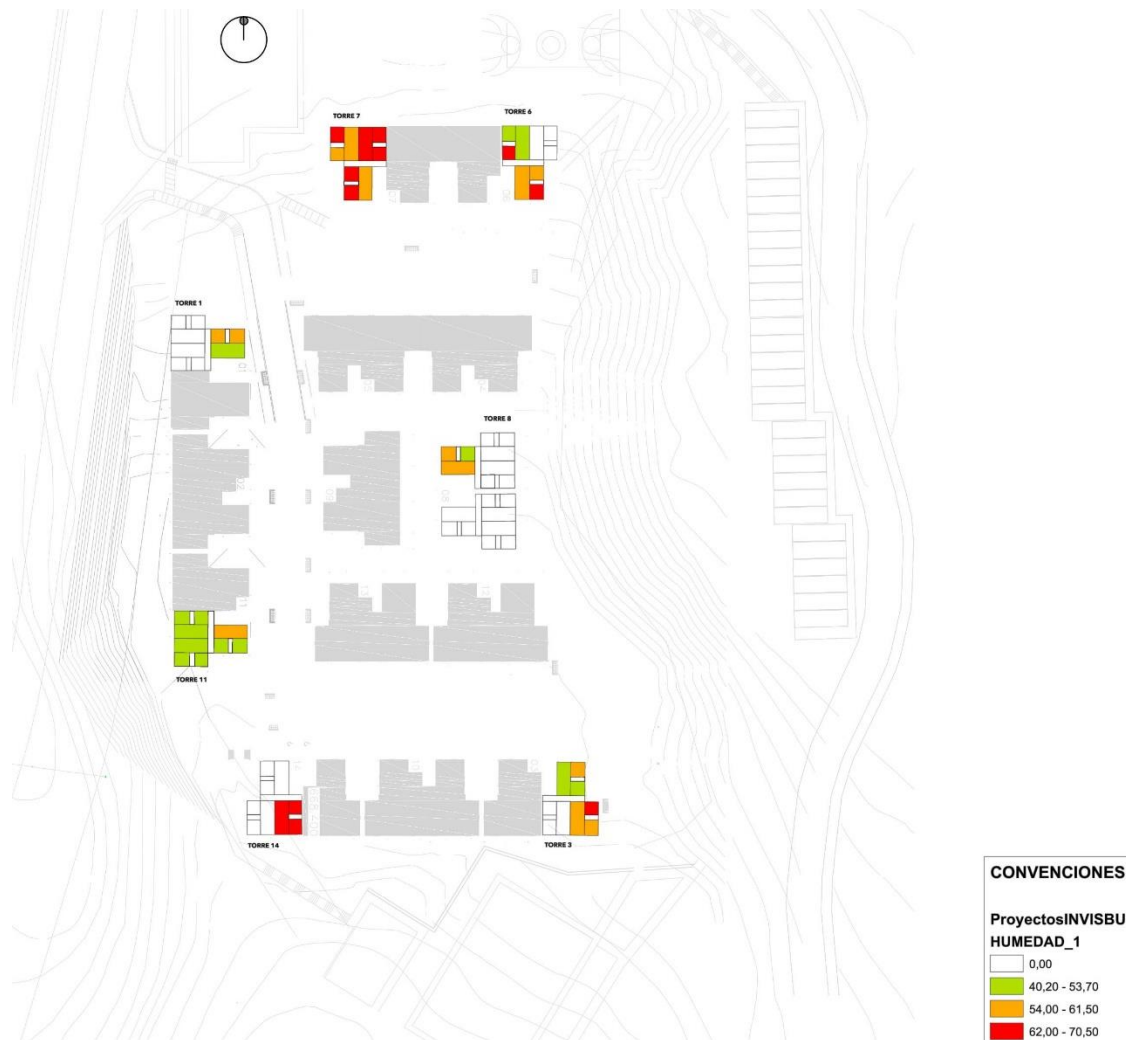 TORRE 7
TORRE 6
TORRE 1
TORRE 8
TORRE 11
TORRE 14
TORRE 3
CONVENCIONES
ProyectosINVISBU
HUMEDAD_1
0,00
40,20 - 53,70
54,00 - 61,50
62,00 - 70,50